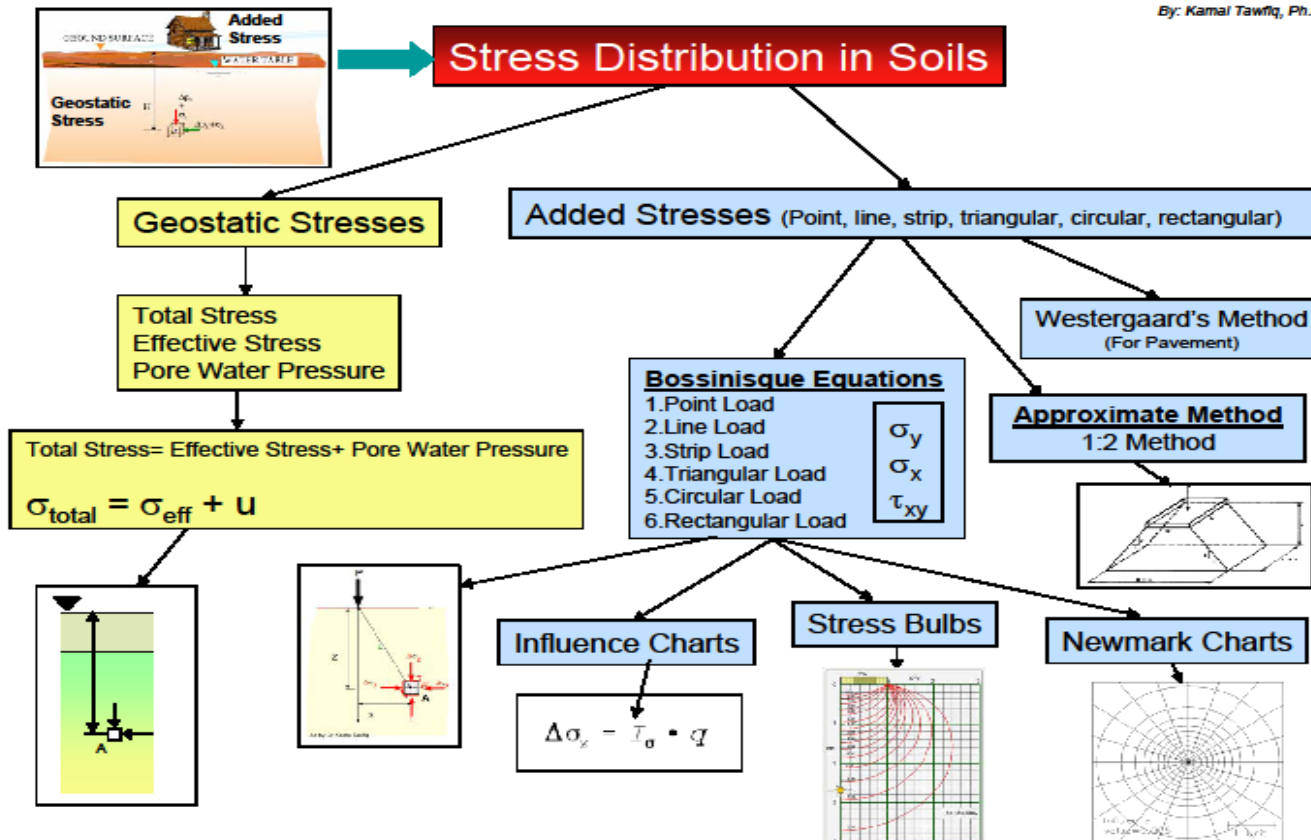 By: Kamal Tawfiq, Ph.
Added
Stress
GROUND SURFACE
WATER TABLE
Geostatic
Stress
Stress Distribution in Soils
Geostatic Stresses
Added Stresses (Point, line, strip, triangular, circular, rectangular)
Total Stress
Effective Stress
Pore Water Pressure
Westergaard's Method
(For Pavement)
Bossinisque Equations
1.Point Load
2.Line Load
3.Strip Load
4.Triangular Load
5.Circular Load
6.Rectangular Load
σy
σx
τxy
Approximate Method
1:2 Method
Total Stress= Effective Stress+ Pore Water Pressure
σtotal = σeff + u
A
P
Z
A
X
Influence Charts
Stress Bulbs
Newmark Charts
Δσz = Iσ • q